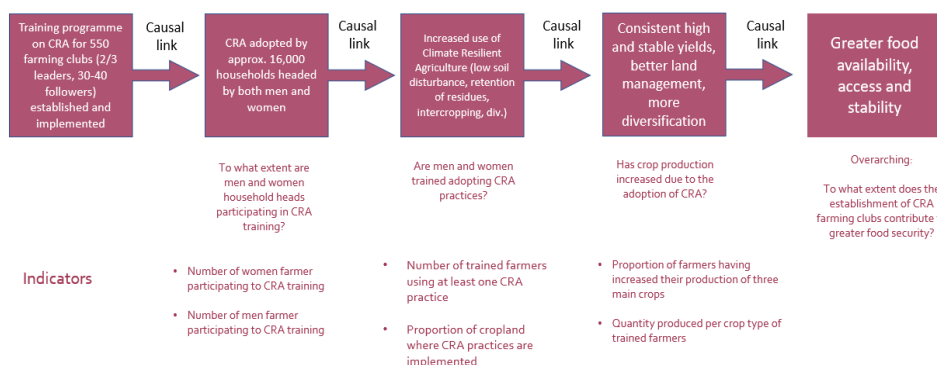 Training programme
on CRA for 550
farming clubs (2/3
leaders, 30-40
followers)
established and
implemented
Causal
link
CRA adopted by
approx. 16,000
households headed
by both men and
women
Causal
link
Increased use of
Climate Resilient
Agriculture (low soil
disturbance, retention
of residues,
intercropping, div.)
Causal
link
Consistent high
and stable yields,
better land
management,
more
diversification
Causal
link
Greater food
availability,
access and
stability
To what extent are
men and women
household heads
participating in CRA
training?
Are men and women
trained adopting CRA
practices?
Has crop production
increased due to the
adoption of CRA?
Overarching:
To what extent does the
establishment of CRA
farming clubs contribute
greater food security?
Indicators
• Number of women farmer
participating to CRA training
• Number of men farmer
participating to CRA training
• Number of trained farmers
using at least one CRA
practice
• Proportion of cropland
where CRA practices are
implemented
• Proportion of farmers having
increased their production of three
main crops
• Quantity produced per crop type of
trained farmers